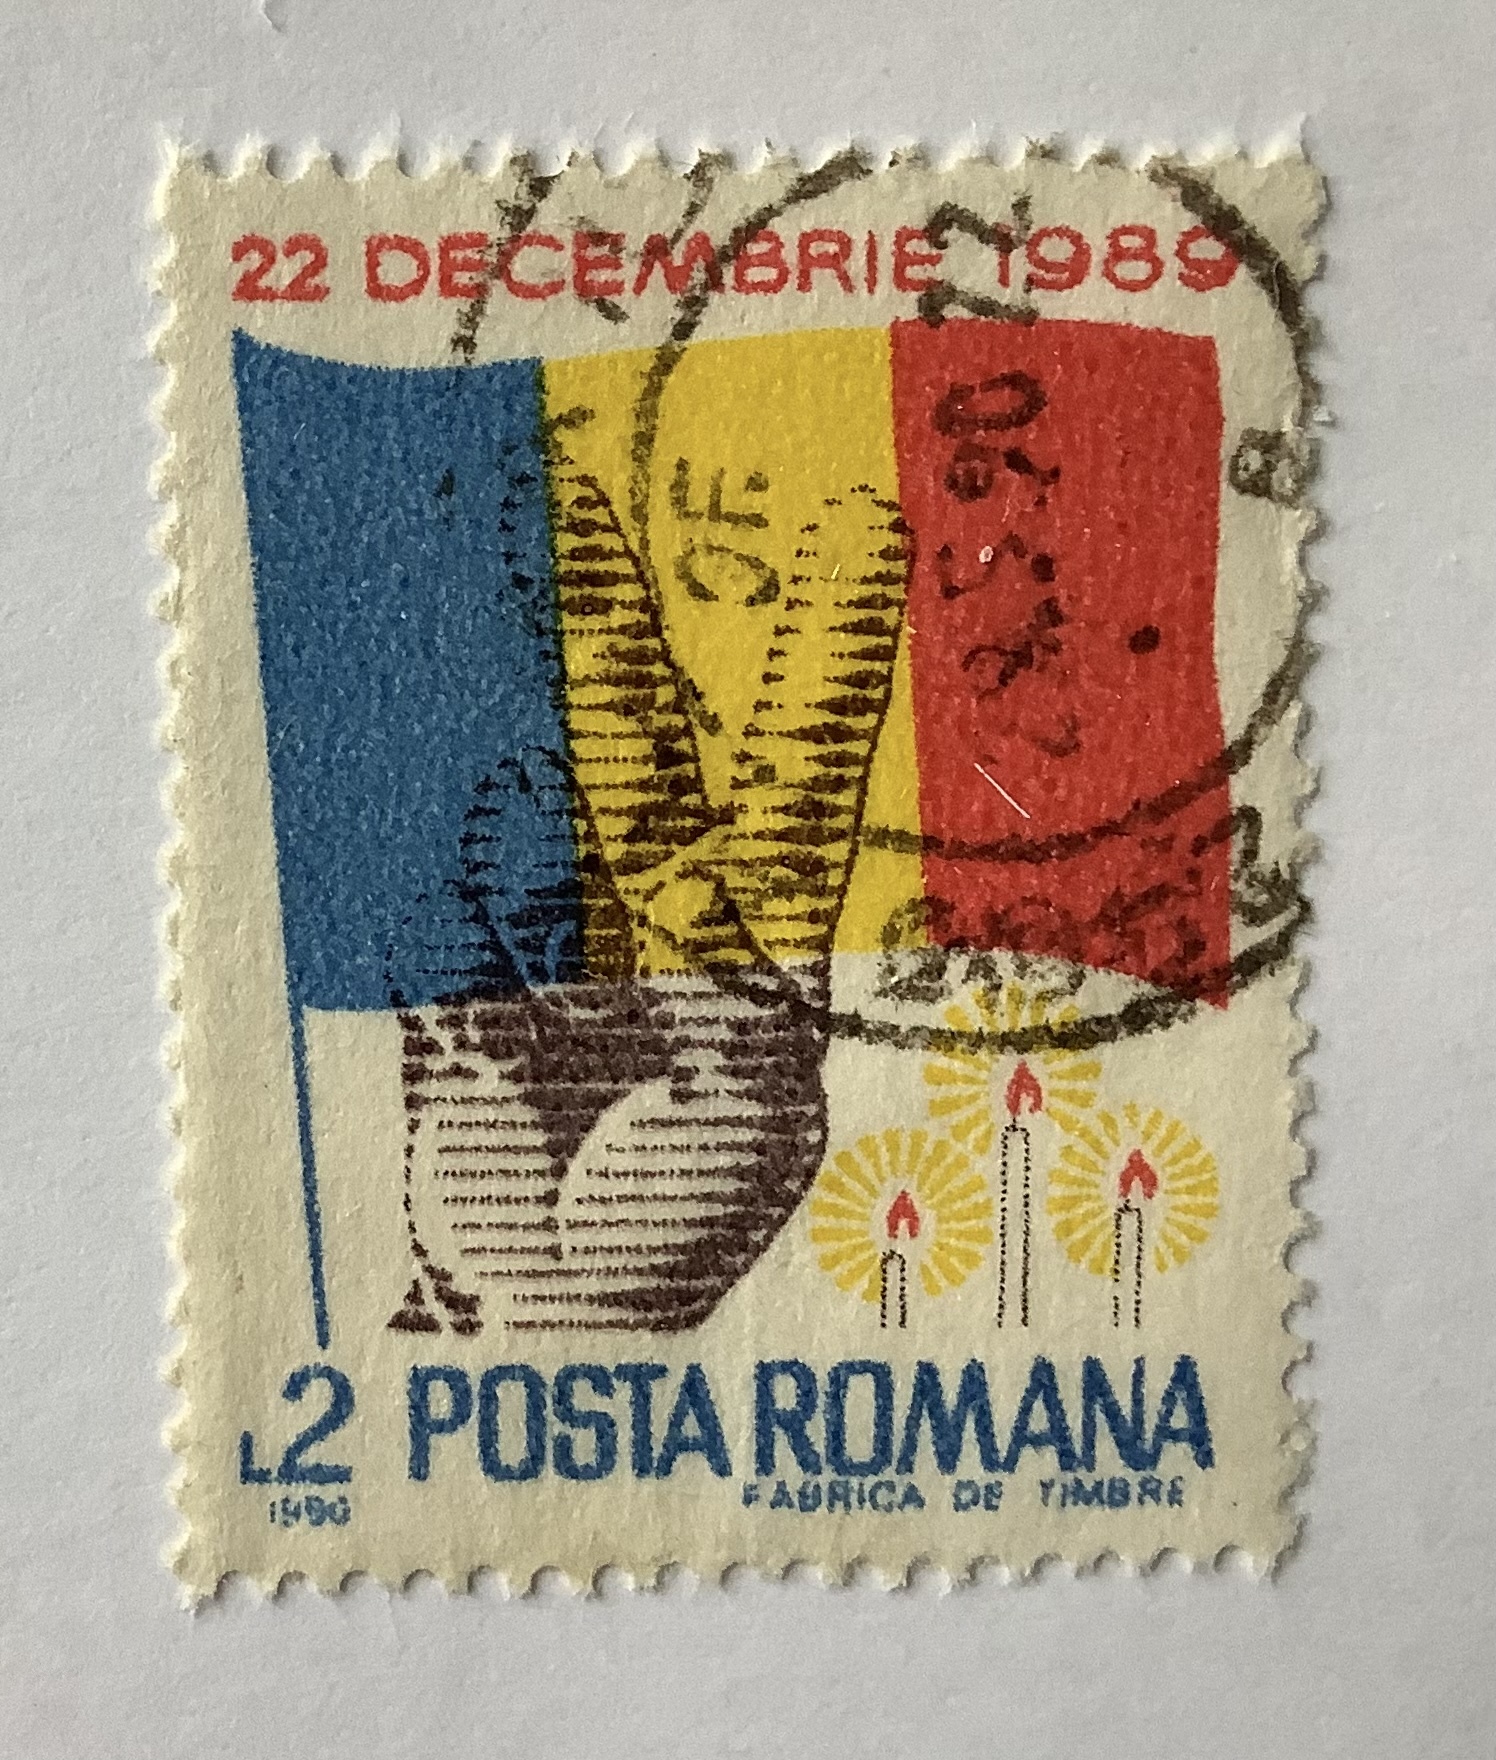 22 DECEMBRIE 1989
L2 POSTA ROMANA
1990 FABRICA DE TIMBRE